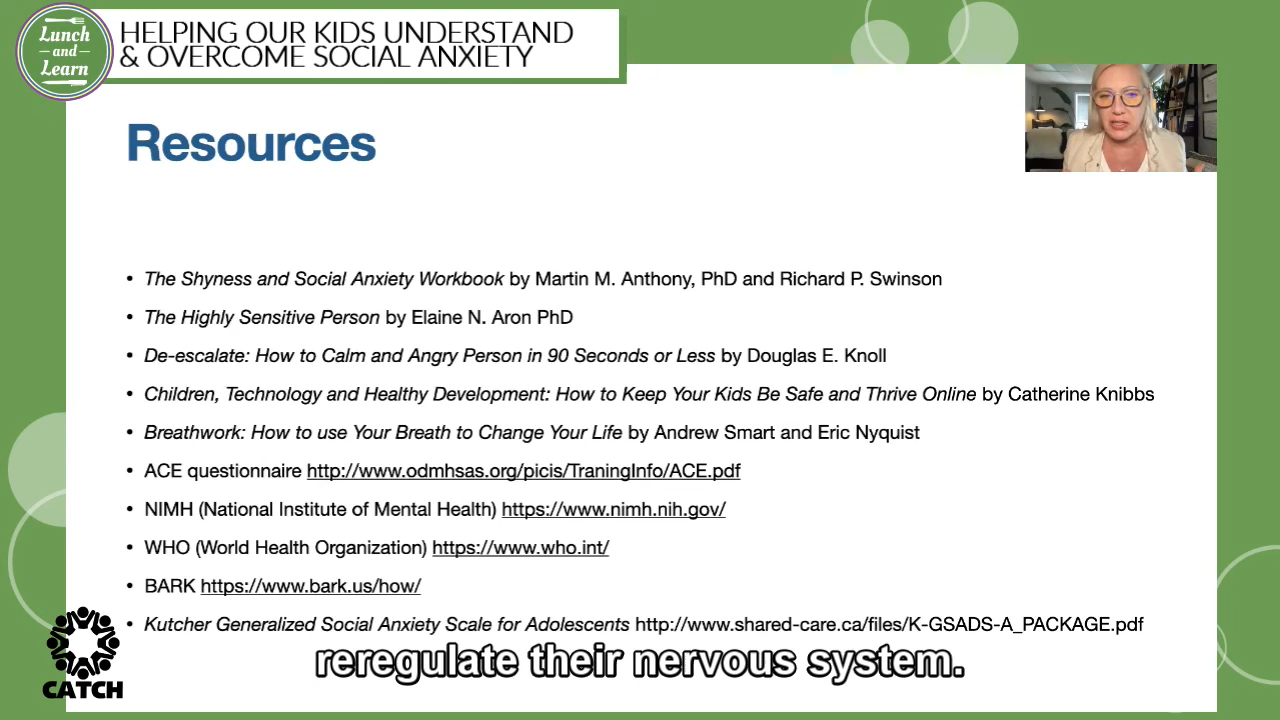 Lunch
and
Learn
HELPING OUR KIDS UNDERSTAND
& OVERCOME SOCIAL ANXIETY
Resources
• The Shyness and Social Anxiety Workbook by Martin M. Anthony, PhD and Richard P. Swinson
• The Highly Sensitive Person by Elaine N. Aron PhD
• De-escalate: How to Calm and Angry Person in 90 Seconds or Less by Douglas E. Knoll
• Children, Technology and Healthy Development: How to Keep Your Kids Be Safe and Thrive Online by Catherine Knibbs
• Breathwork: How to use Your Breath to Change Your Life by Andrew Smart and Eric Nyquist
• ACE questionnaire http://www.odmhsas.org/picis/TraningInfo/ACE.pdf
• NIMH (National Institute of Mental Health) https://www.nimh.nih.gov/
• WHO (World Health Organization) https://www.who.int/
• BARK https://www.bark.us/how/
• Kutcher Generalized Social Anxiety Scale for Adolescents http://www.shared-care.ca/files/K-GSADS-A_PACKAGE.pdf
reregulate their nervous system.
CATCH